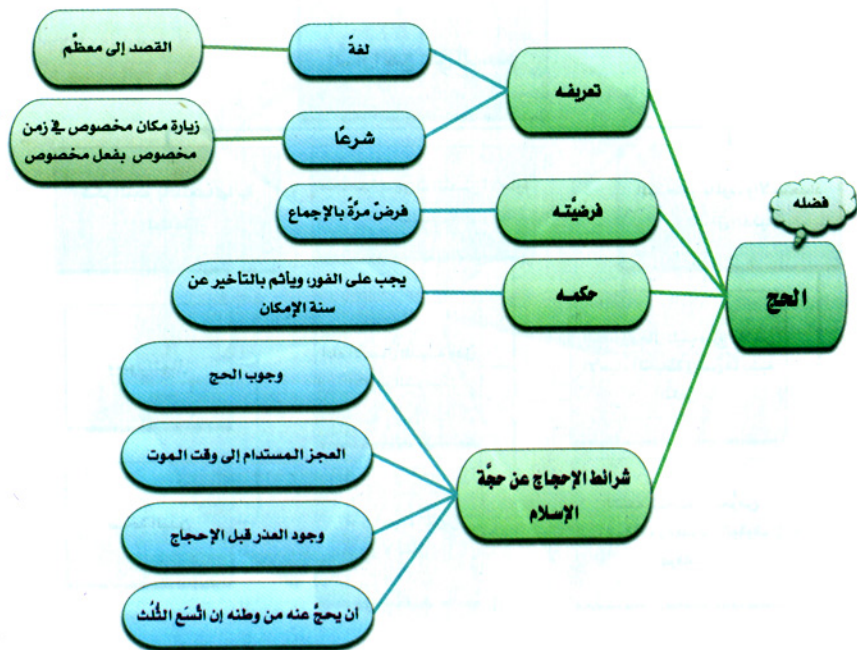 فضله
الحج
تعريفه
لغةً
القصد إلى معظَّم
شرعًا
زيارة مكان مخصوص في زمن
مخصوص بفعل مخصوص
فرضيَّته
فرضٌ مرَّةً بالإجماع
حكمه
يجب على الفور، ويأثم بالتأخير عن
سنة الإمكان
شرائط الإحجاج عن حجَّة
الإسلام
وجوب الحج
العجز المستدام إلى وقت الموت
وجود العذر قبل الإحجاج
أن يحجَّ عنه من وطنه إن اتَّسَع الثُّلُث